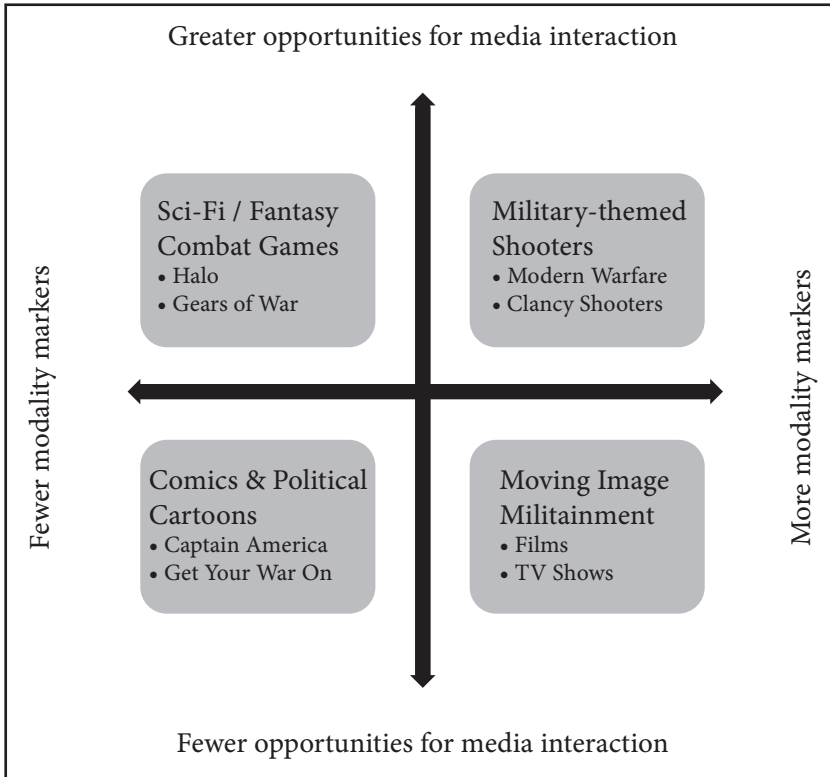 Greater opportunities for media interaction
Sci-Fi / Fantasy
Combat Games
• Halo
• Gears of War
Military-themed
Shooters
• Modern Warfare
• Clancy Shooters
Fewer modality markers
More modality markers
Comics & Political
Cartoons
• Captain America
• Get Your War On
Moving Image
Militainment
• Films
• TV Shows
Fewer opportunities for media interaction